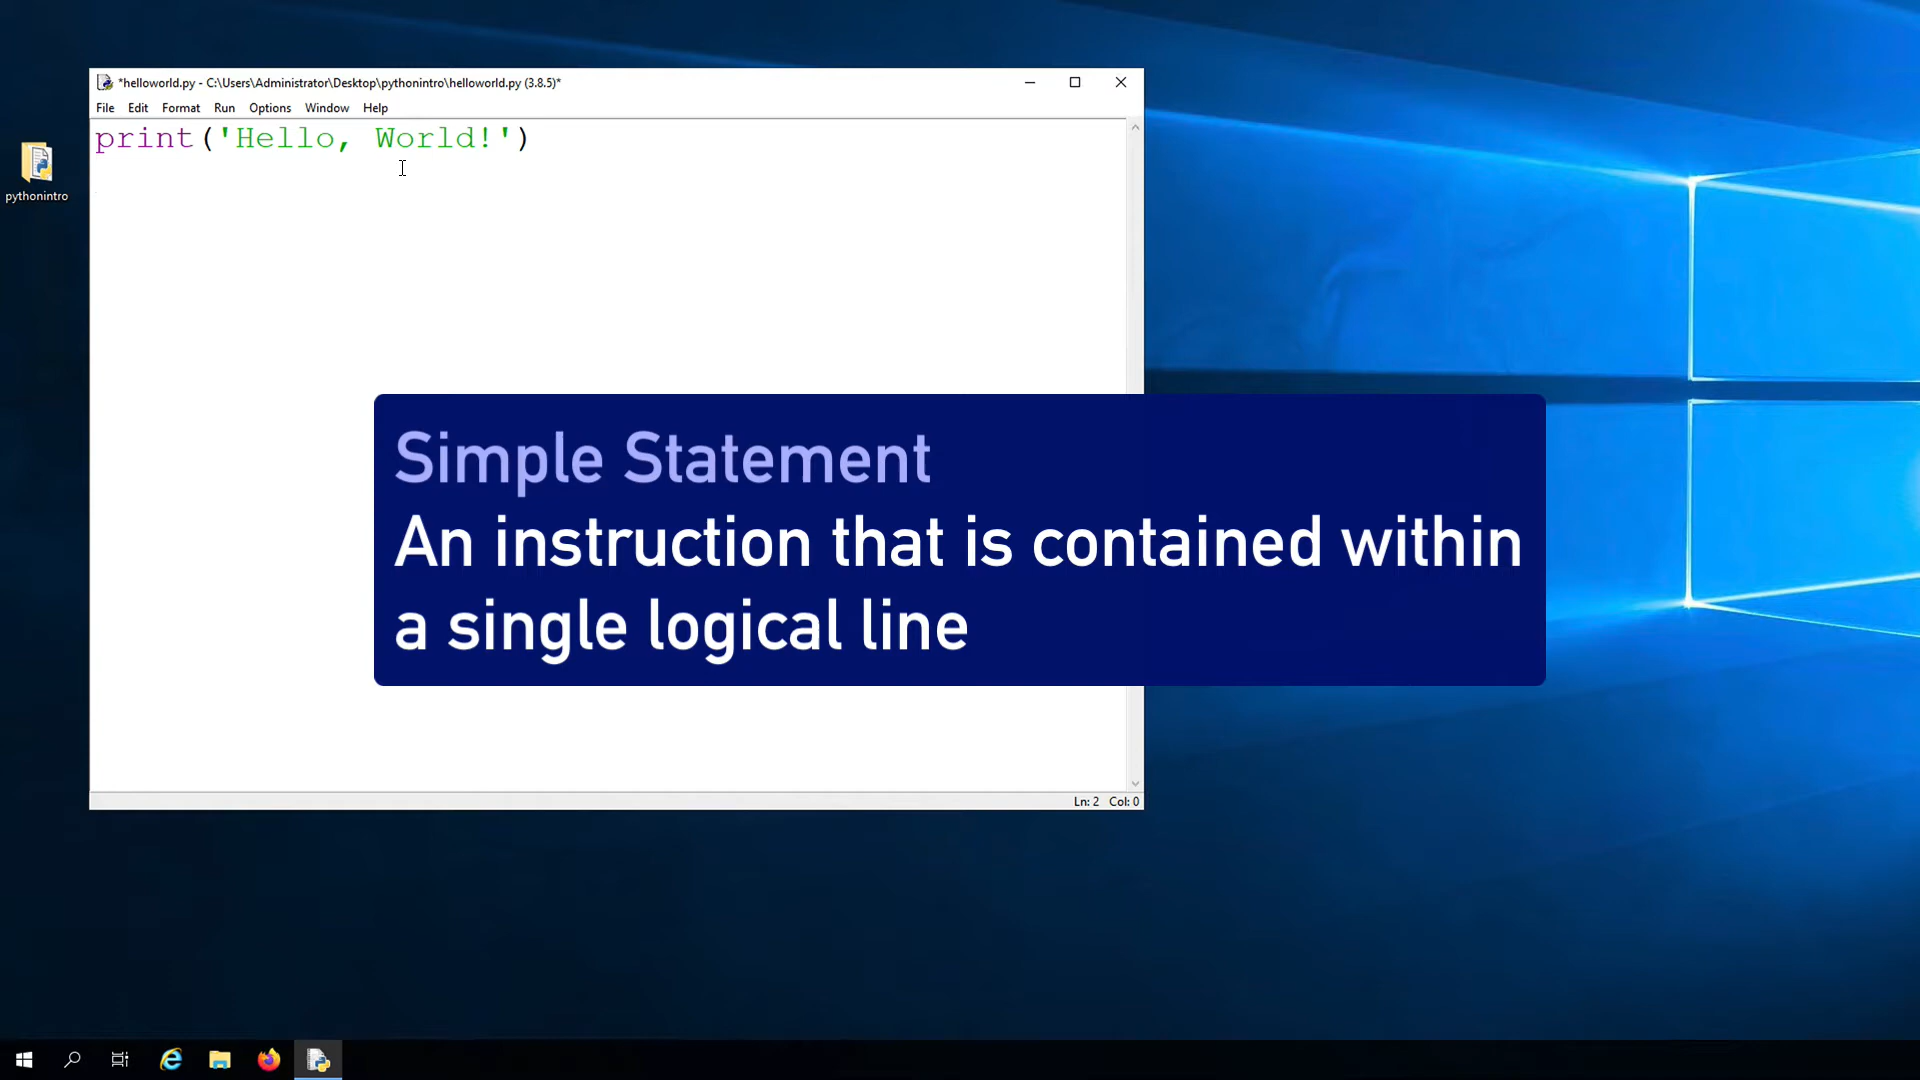 *helloworld.py - C:\Users\Administrator\Desktop\pythonintro\helloworld.py (3.8.5)*
File Edit Format Run Options Window Help
print('Hello, World!')
pythonintro
Simple Statement
An instruction that is contained within
a single logical line
Ln: 2 Col: 0